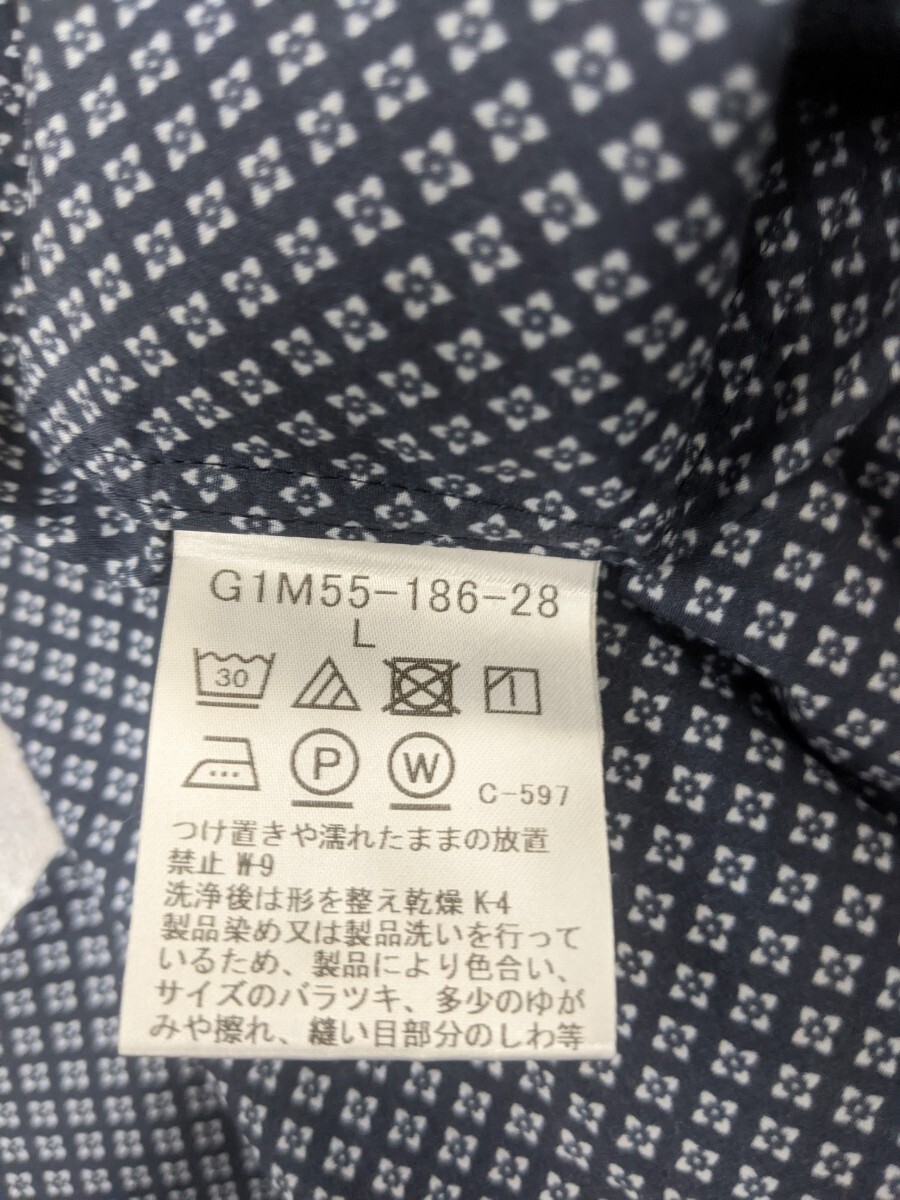 G1M55-186-28
L
30
P W C-597
つけ置きや濡れたままの放置
禁止 W-9
洗浄後は形を整え乾燥 K-4
製品染め又は製品洗いを行って
いるため、製品により色合い、
サイズのバラツキ、多少のゆが
みや擦れ、縫い目部分のしわ等